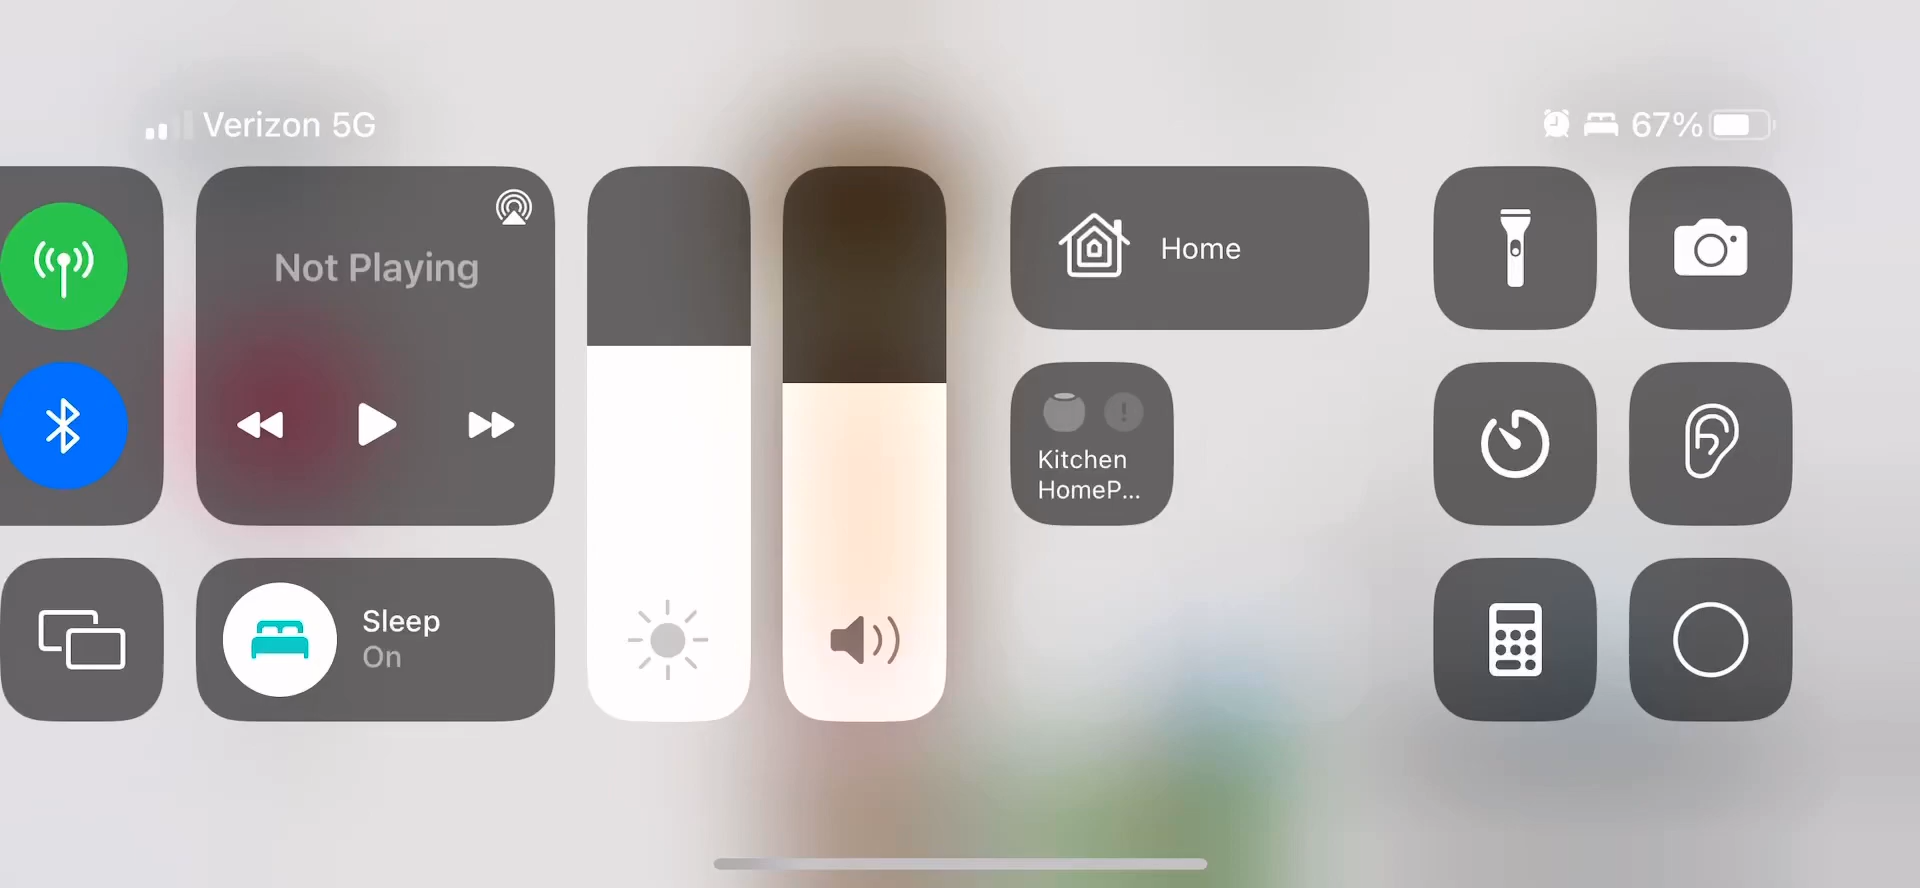 Verizon 5G
67%
Not Playing
Home
Kitchen
HomeP...
Sleep
On